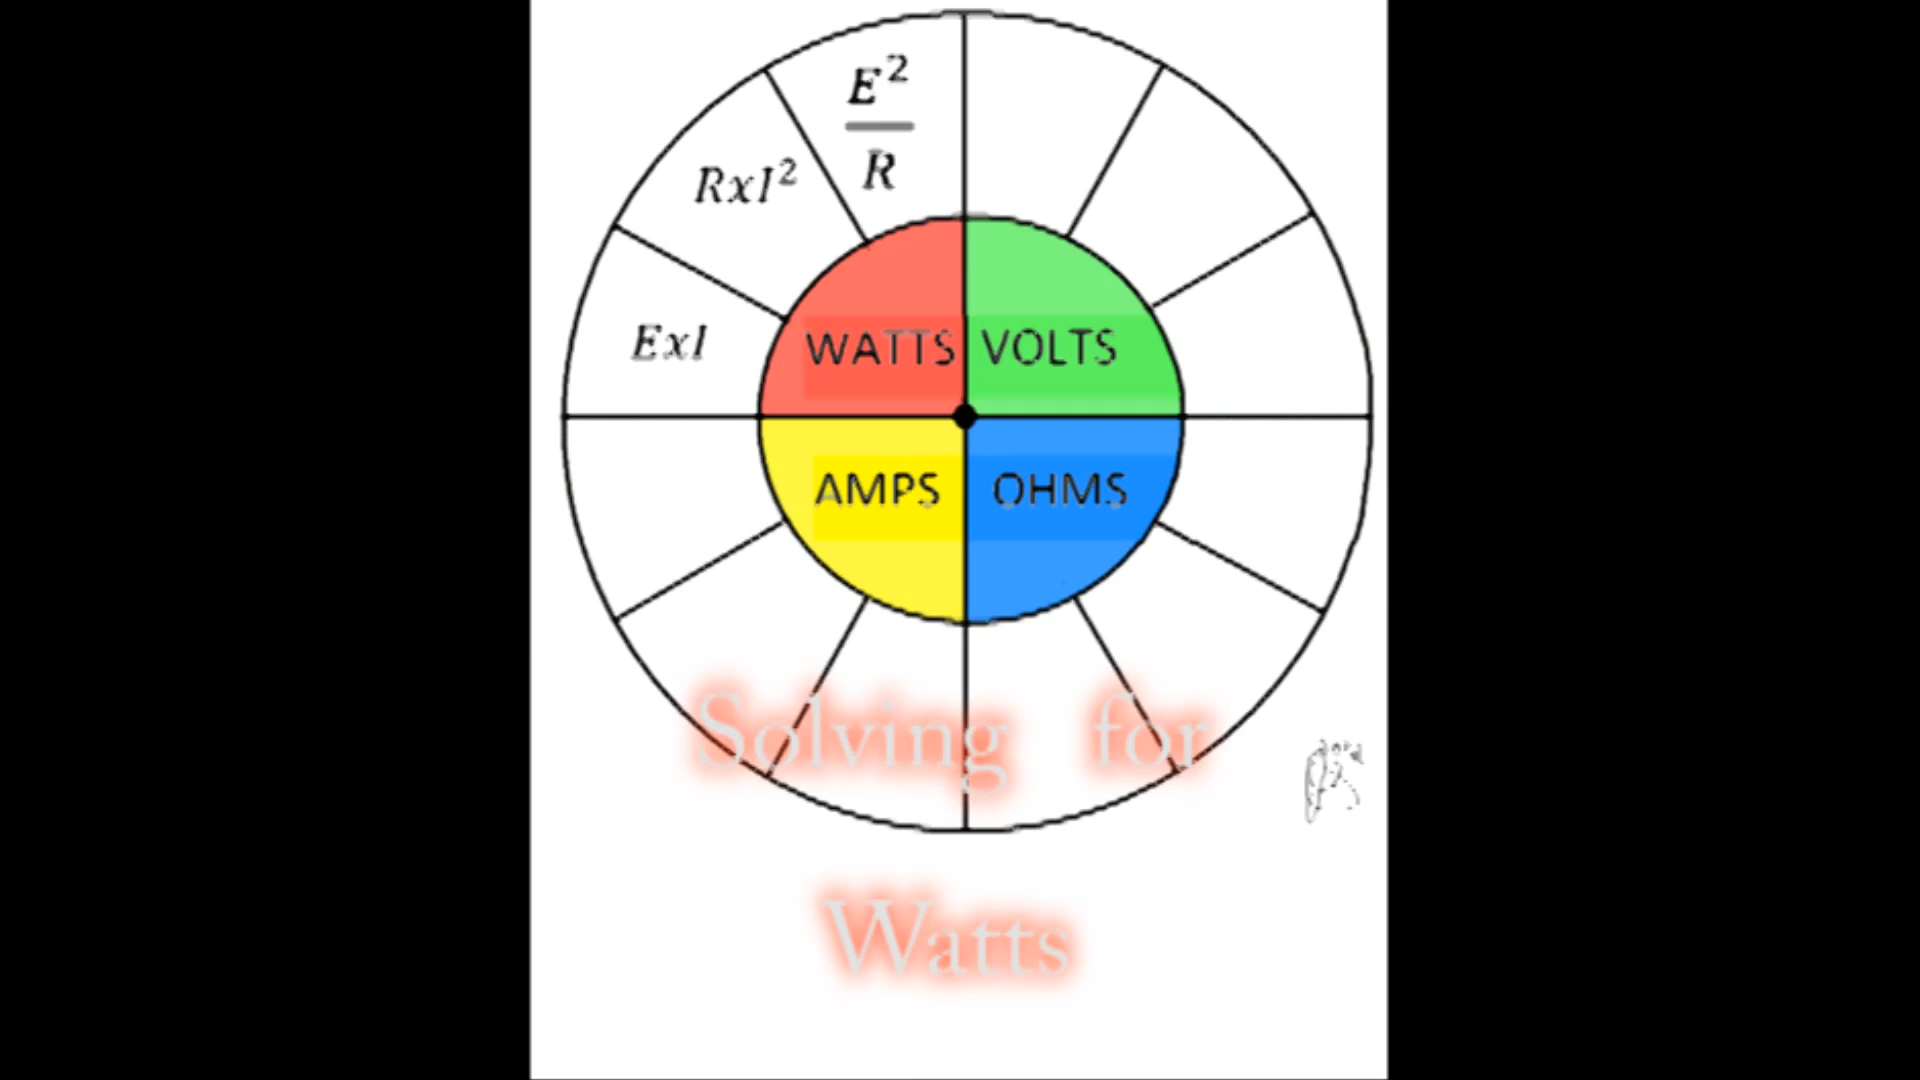 E²
R
RxI²
ExI
WATTS
VOLTS
AMPS
OHMS
Solving for
Watts